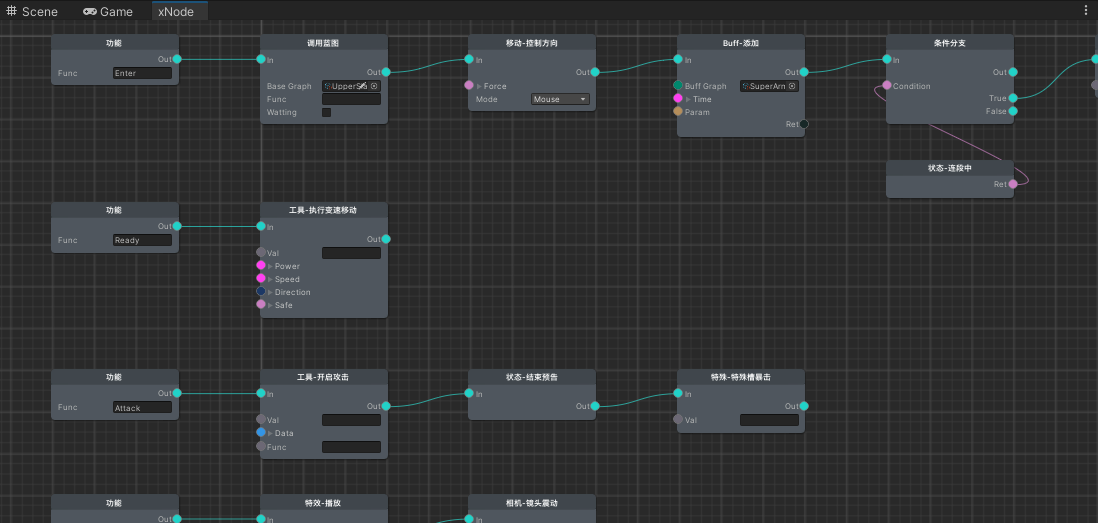 Scene Game xNode
功能 调用蓝图 移动-控制方向 Buff-添加 条件分支
Out In In In In
Func Enter Out Out Out Out
Base Graph Force Buff Graph SuperArn Condition
Func Mode Mouse Time True
Watting Param False
Ret
状态-连段中
Ret
功能 工具-执行变速移动
Out In
Func Ready Out
Val
Power
Speed
Direction
Safe
功能 工具-开启攻击 状态-结束预告 特殊-特殊槽暴击
Out In In In
Func Attack Out Out Out
Val Val
Data
Func
功能 特效-播放 相机-镜头震动
Out In In